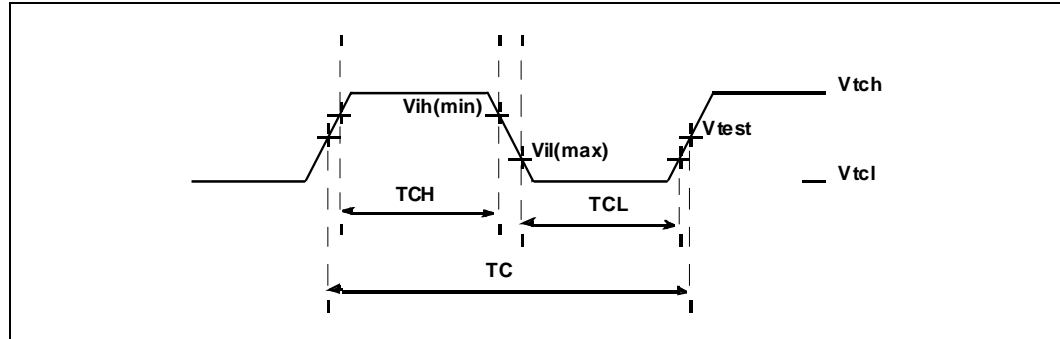 Vtch
Vih(min)
Vtest
Vil(max)
Vtcl
TCH
TCL
TC